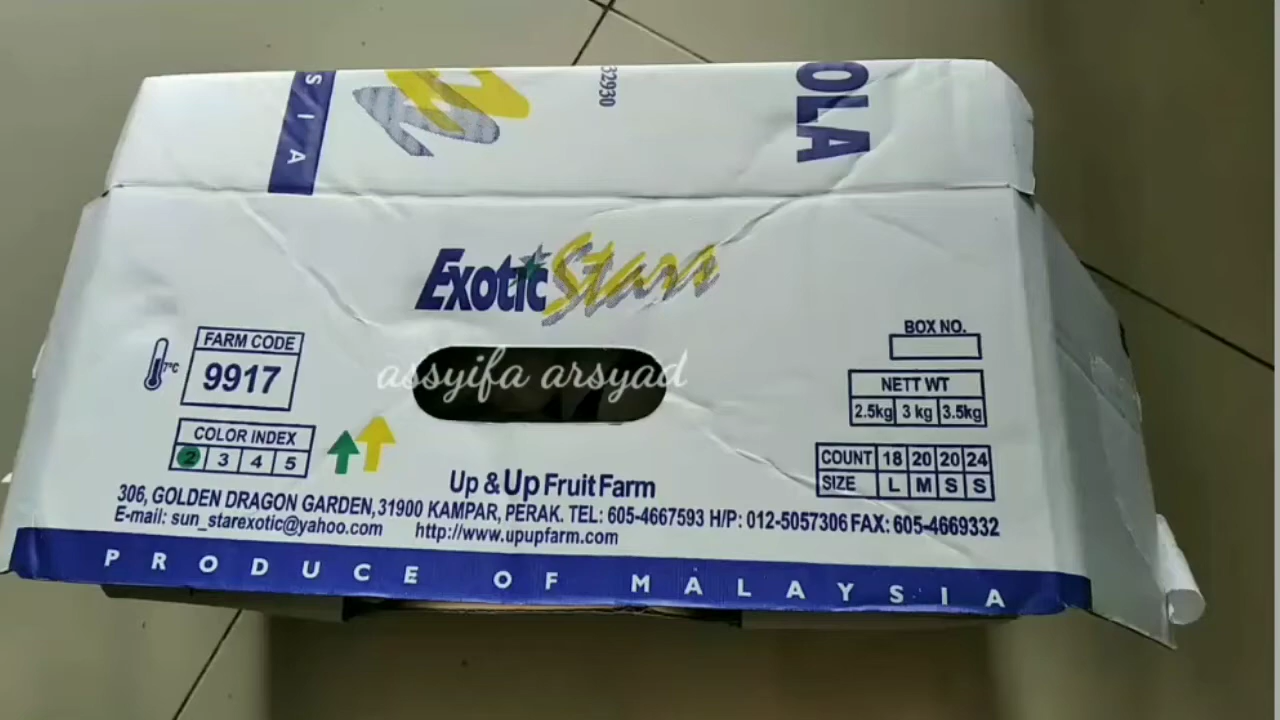 SIA
32930
OLA
Exotic Starr
FARM CODE
9917
7°C
COLOR INDEX
2 3 4 5
assyifa arsyad
BOX NO.
NETT WT
2.5kg 3 kg 3.5kg
COUNT 18 20 20 24
SIZE L M S S
Up & Up Fruit Farm
306, GOLDEN DRAGON GARDEN, 31900 KAMPAR, PERAK. TEL: 605-4667593 H/P: 012-5057306 FAX: 605-4669332
E-mail: sun_starexotic@yahoo.com http://www.upupfarm.com
PRODUCE OF MALAYSIA